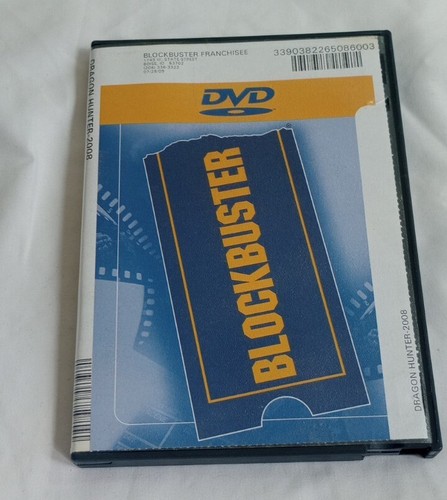 BLOCKBUSTER FRANCHISEE
3390382265086003
DVD
BLOCKBUSTER
DRAGON HUNTER-2008
DRAGON HUNTER-2008